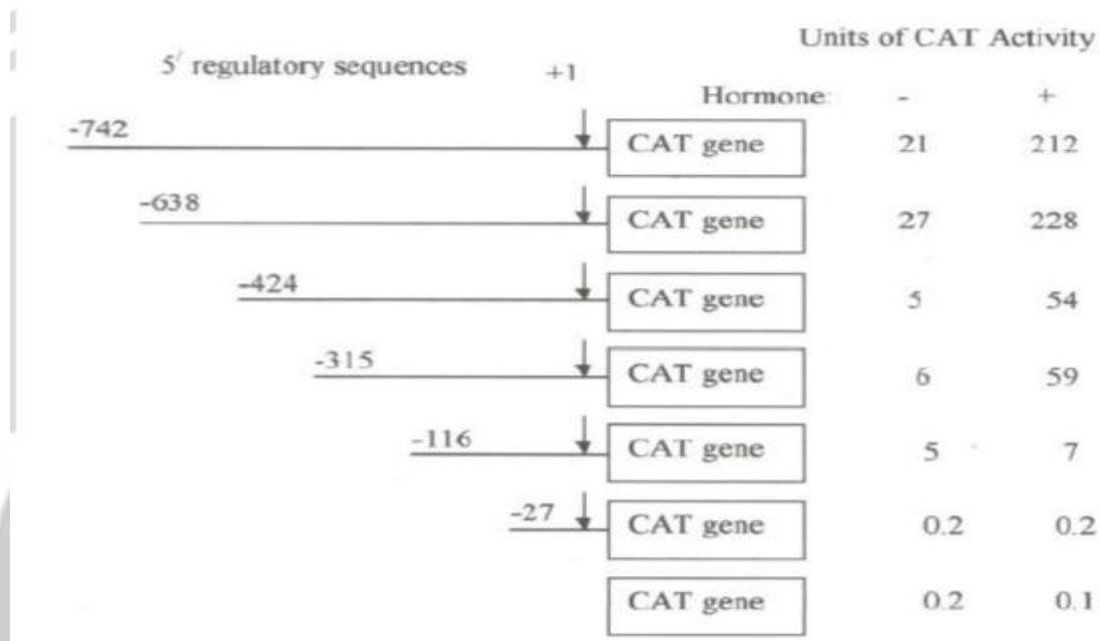 Units of CAT Activity
5' regulatory sequences +1
Hormone: - +
-742 CAT gene 21 212
-638 CAT gene 27 228
-424 CAT gene 5 54
-315 CAT gene 6 59
-116 CAT gene 5 7
-27 CAT gene 0.2 0.2
CAT gene 0.2 0.1